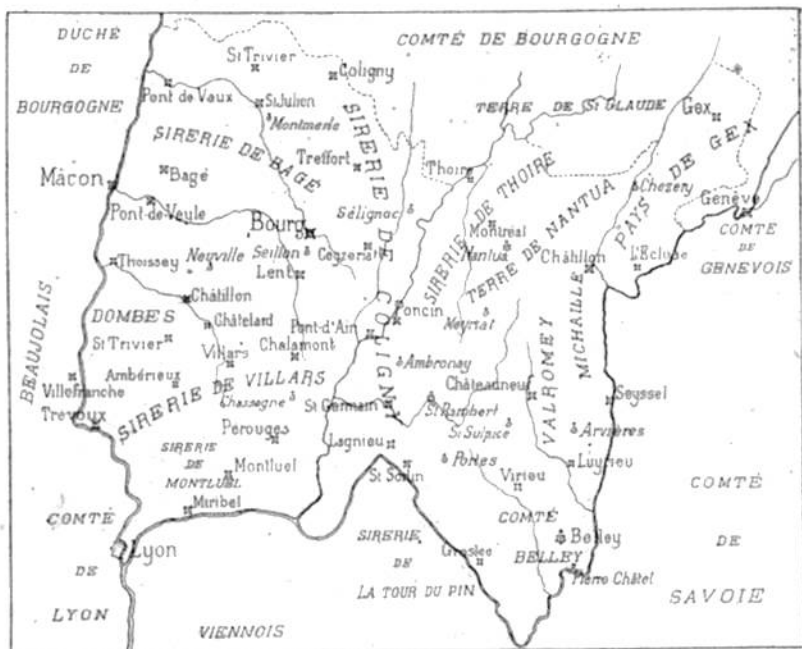 DUCHÉ
DE
BOURGOGNE
COMTÉ DE BOURGOGNE
St Trivier
Coligny
Pont de Vaux
St Julien
Montmerle
TERRE DE St CLAUDE
Gex
SIRERIE DE BAGÉ
Treffort
Thoire
PAYS DE GEX
Mâcon
Bagé
Chezery
Genève
Pont-de-Veyle
Sélignac
SIRERIE DE THOIRE
Montréal
COMTÉ
DE
GENEVOIS
Bourg
Nantua
TERRE DE NANTUA
Thoissey
Neuville
Seillon
Ceyzeriat
Châtillon
L'Ecluse
Lent
SIRERIE DE COLIGNY
MICHAILLE
Châtillon
Poncin
DOMBES
Châtelard
Pont-d'Ain
Meyriat
BEAUJOLAIS
St Trivier
Villars
Chalamont
Ambronay
VALROMEY
Villefranche
Ambérieux
SIRERIE DE VILLARS
Châteauneuf
Seyssel
Trévoux
Chassagne
St Germain
St Rambert
Pérouges
St Sulpice
Arvières
SIRERIE
DE
MONTLUEL
Lagnieu
Montluel
St Sorlin
Portes
Luyrieu
Virieu
Miribel
COMTÉ
DE
SAVOIE
COMTÉ
DE
LYON
Lyon
SIRERIE
DE
LA TOUR DU PIN
COMTÉ
BELLEY
Belley
Groslée
Pierre Châtel
VIENNOIS